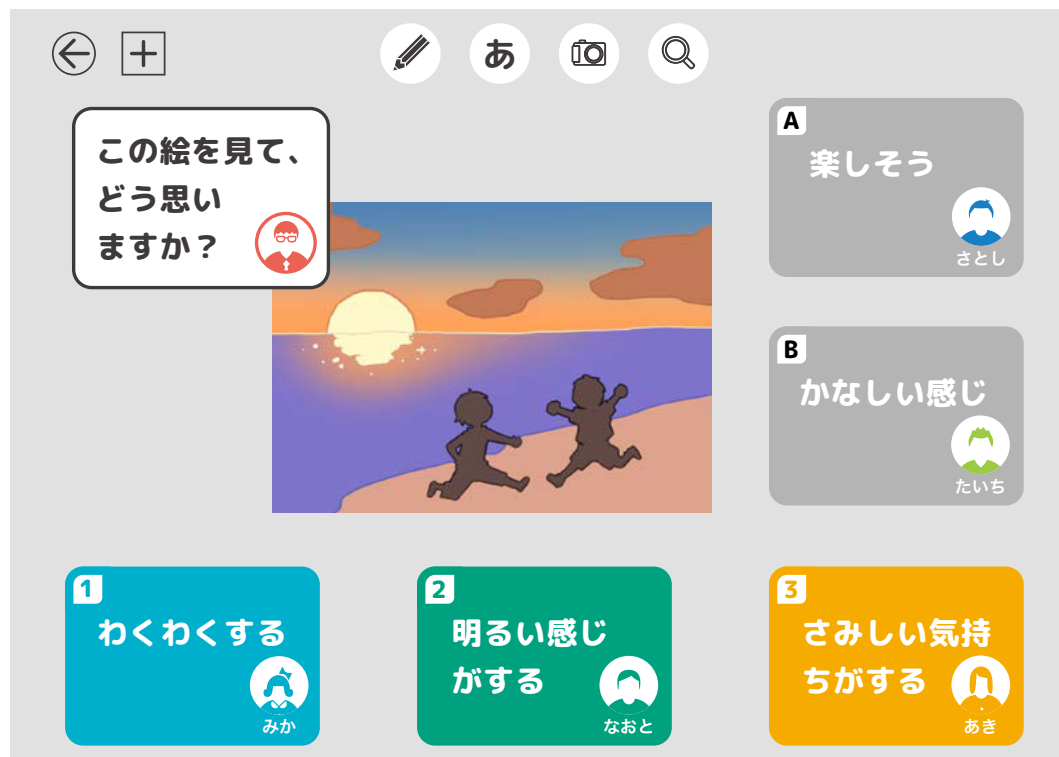 あ
この絵を見て、
どう思い
ますか？
A
楽しそう
さとし
B
かなしい感じ
たいち
1
わくわくする
みか
2
明るい感じ
がする
なおと
3
さみしい気持
ちがする
あき